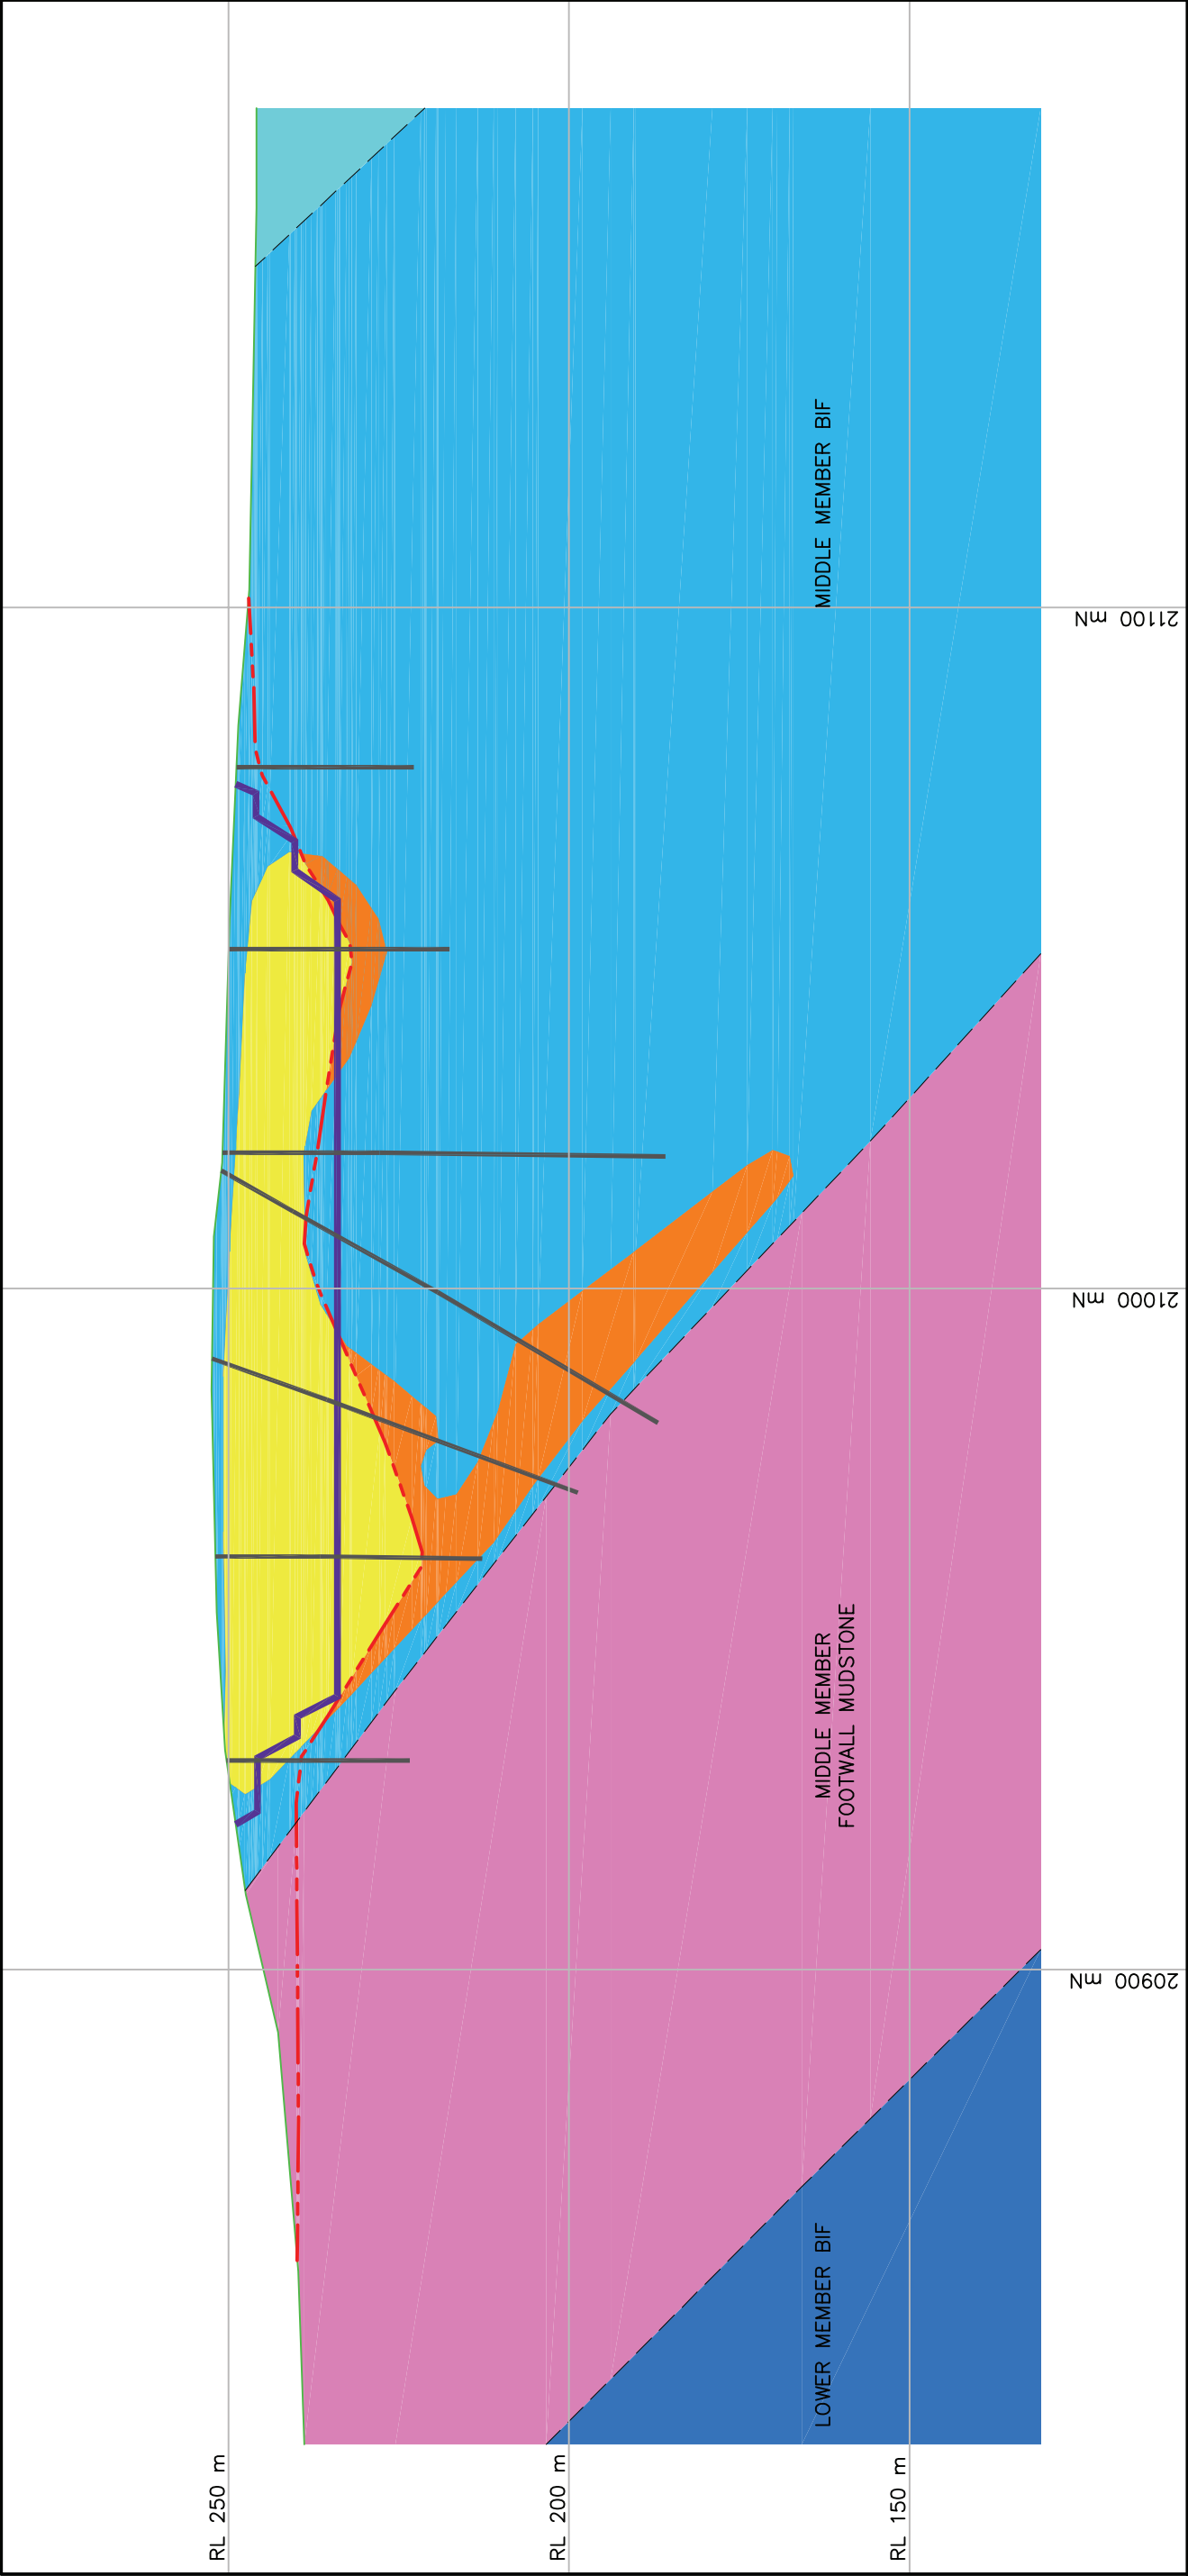 RL 250 m
RL 200 m
RL 150 m
LOWER MEMBER BIF
MIDDLE MEMBER
FOOTWALL MUDSTONE
MIDDLE MEMBER BIF
20900 mN
21000 mN
21100 mN